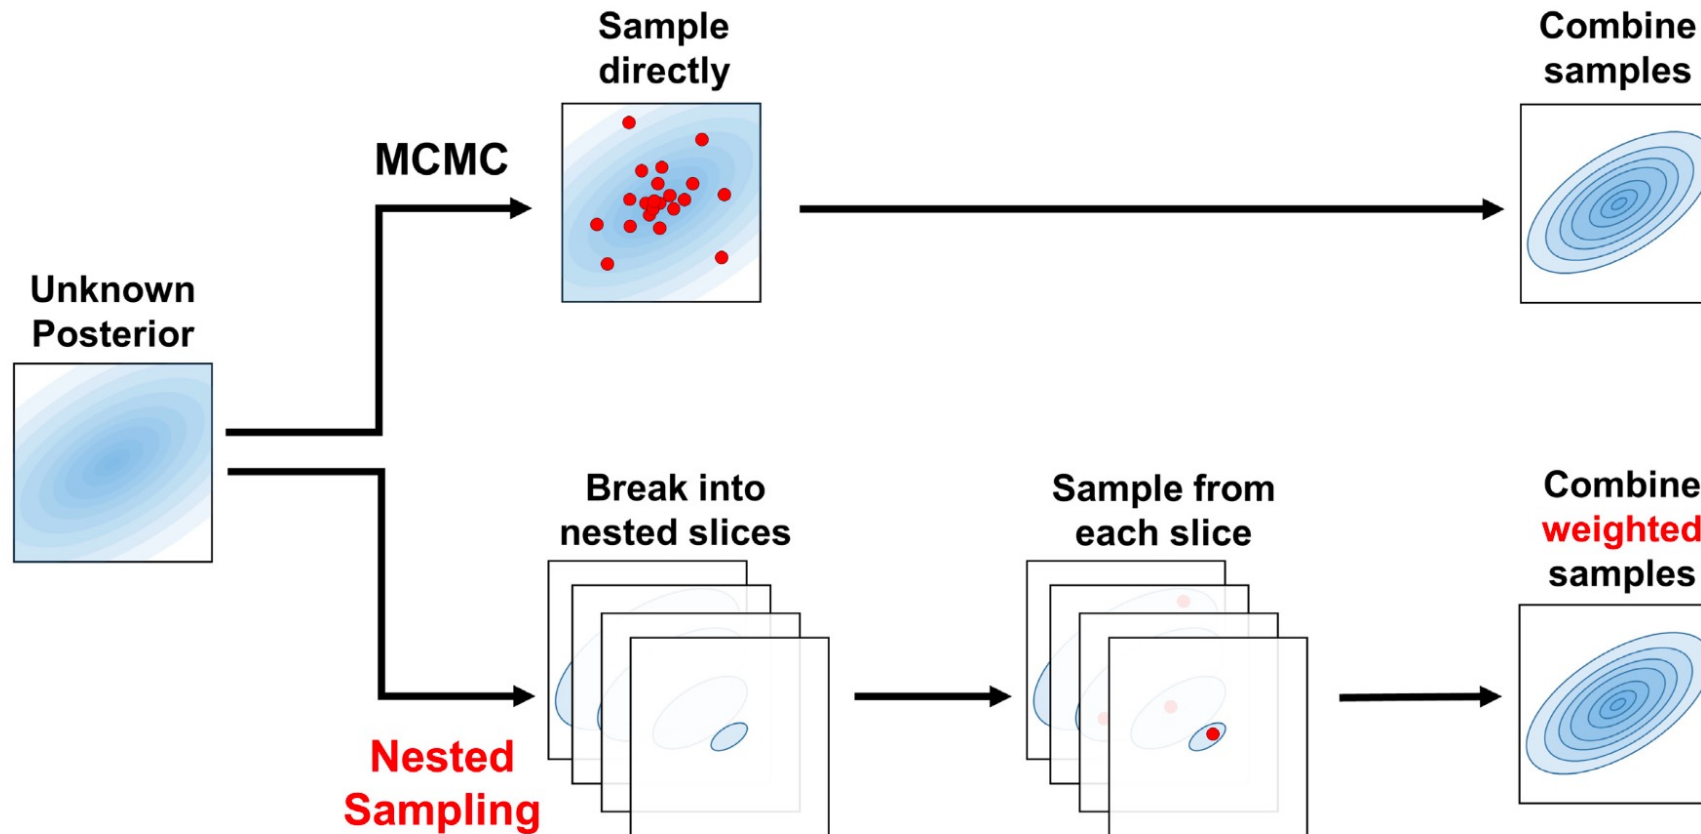 Sample
directly
Combine
samples
MCMC
Unknown
Posterior
Break into
nested slices
Sample from
each slice
Combine
weighted
samples
Nested
Sampling